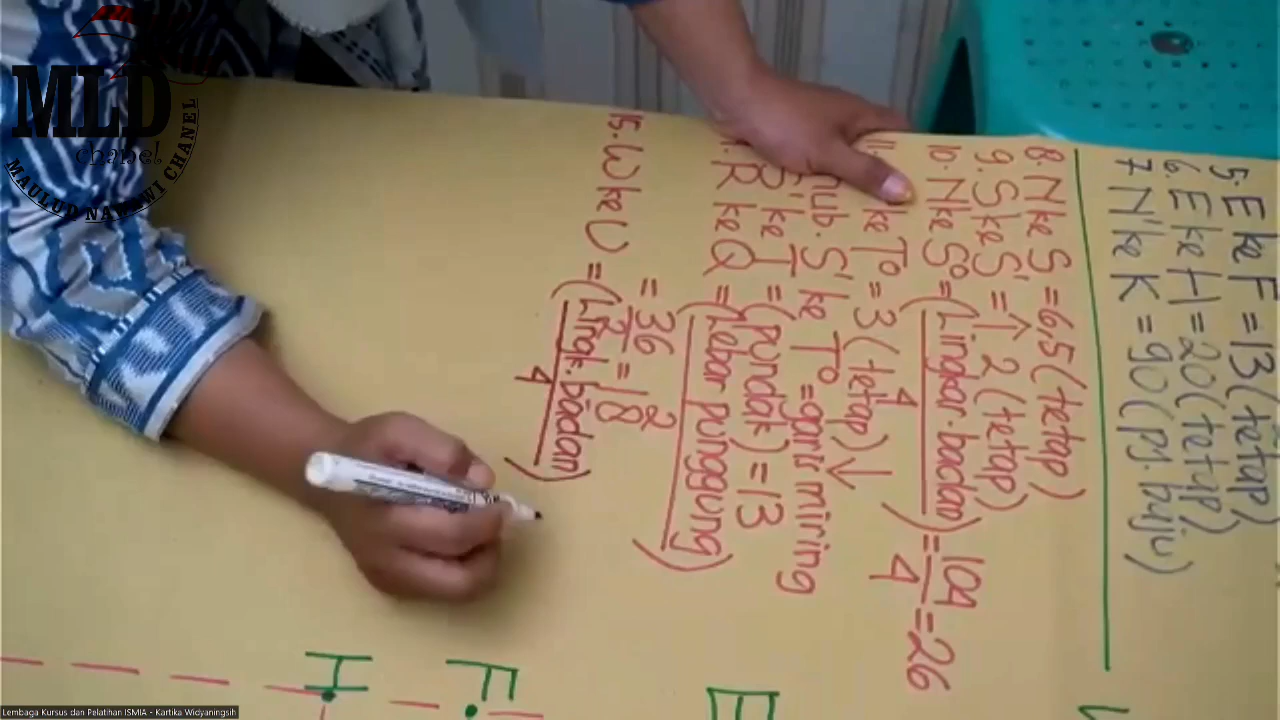 MLD
chanel
MAULUD NAWAWI CHANEL
5. E ke F = 13 (tetap)
6. E ke H = 20 (tetap)
7. N' ke K = 90 (pj. baju)
8. N ke S = 6,5 (tetap)
9. S ke S' = ↑ 2 (tetap)
10. N ke S° = (Lingkar badan) = 104 = 26
4 4
11. ke T° = 3 (tetap) ↓
hub. S' ke T° = garis miring
ke T = (pundak) = 13
R ke Q = (lebar punggung)
2
= 36 = 18
2
15. W ke U = (Lingk. badan)
4
H
F
E
Lembaga Kursus dan Pelatihan ISMIA - Kartika Widyaningsih